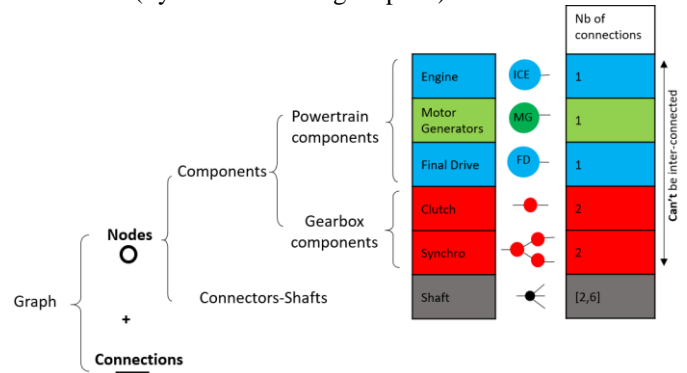 Nb of
connections
Engine
ICE
1
Powertrain
components
Motor
Generators
MG
1
Final Drive
FD
1
Components
Can't be inter-connected
Gearbox
components
Clutch
2
Synchro
2
Nodes
Connectors-Shafts
Shaft
[2,6]
Graph
+
Connections